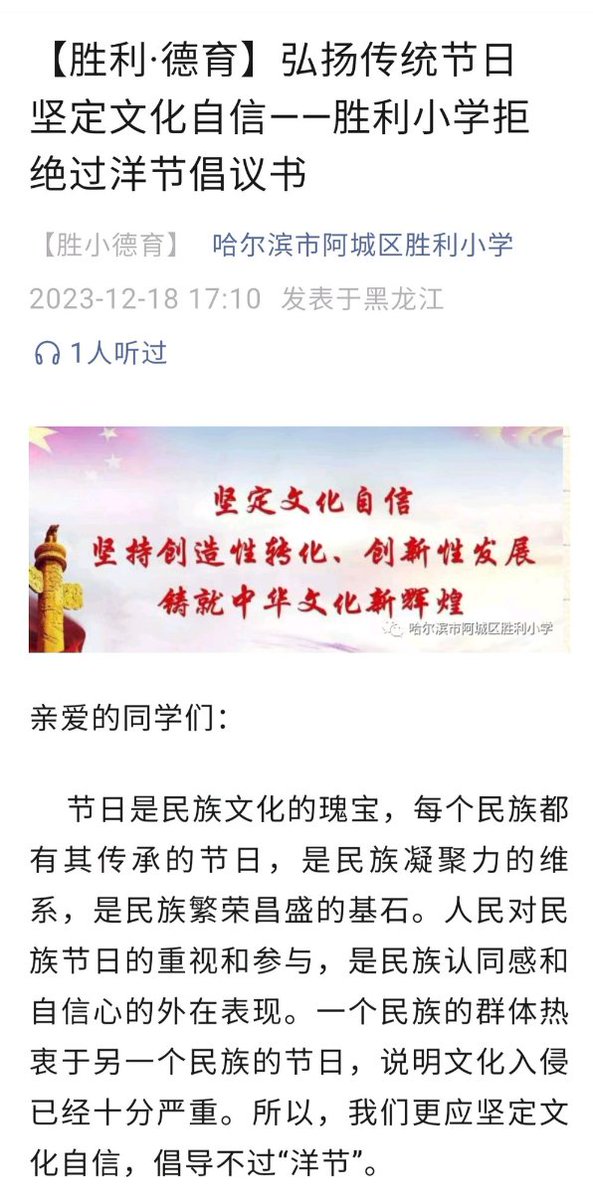 【胜利·德育】弘扬传统节日
坚定文化自信——胜利小学拒
绝过洋节倡议书
【胜小德育】 哈尔滨市阿城区胜利小学
2023-12-18 17:10 发表于黑龙江
1人听过
坚定文化自信
坚持创造性转化、创新性发展
铸就中华文化新辉煌
哈尔滨市阿城区胜利小学
亲爱的同学们：
节日是民族文化的瑰宝，每个民族都
有其传承的节日，是民族凝聚力的维
系，是民族繁荣昌盛的基石。人民对民
族节日的重视和参与，是民族认同感和
自信心的外在表现。一个民族的群体热
衷于另一个民族的节日，说明文化入侵
已经十分严重。所以，我们更应坚定文
化自信，倡导不过“洋节”。